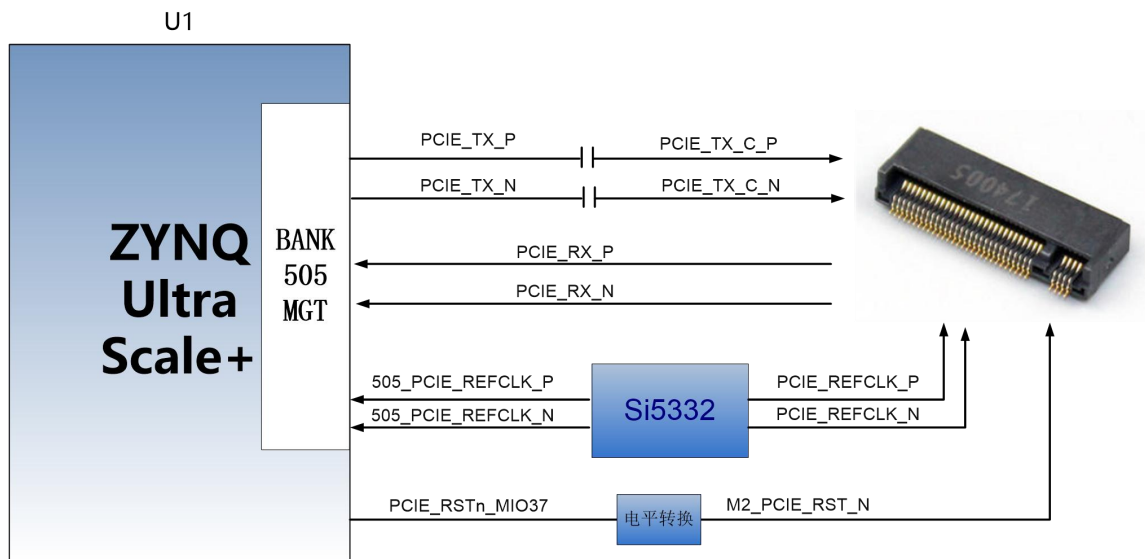 U1
ZYNQ
Ultra
Scale+
BANK
505
MGT
PCIE_TX_P
PCIE_TX_C_P
PCIE_TX_N
PCIE_TX_C_N
PCIE_RX_P
PCIE_RX_N
505_PCIE_REFCLK_P
505_PCIE_REFCLK_N
Si5332
PCIE_REFCLK_P
PCIE_REFCLK_N
PCIE_RSTn_MIO37
电平转换
M2_PCIE_RST_N
174005